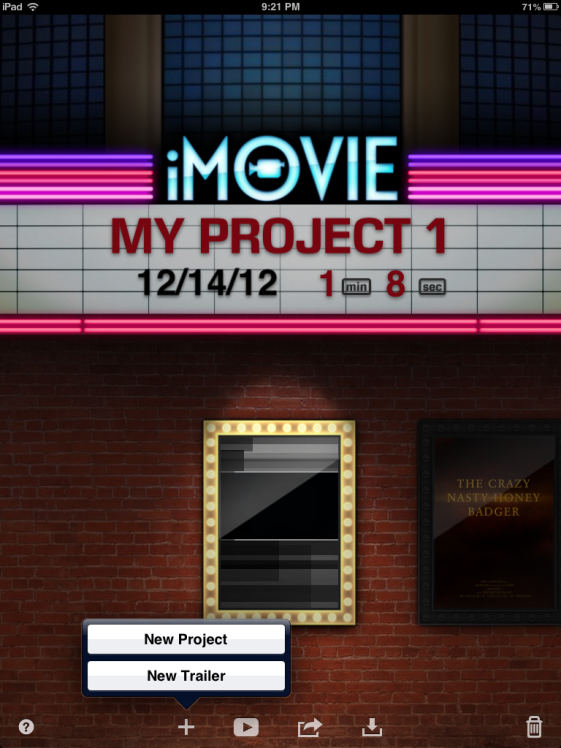 iPad 9:21 PM 71%
iMOVIE
MY PROJECT 1
12/14/12 1 min 8 sec
THE CRAZY
NASTY HONEY
BADGER
New Project
New Trailer
?